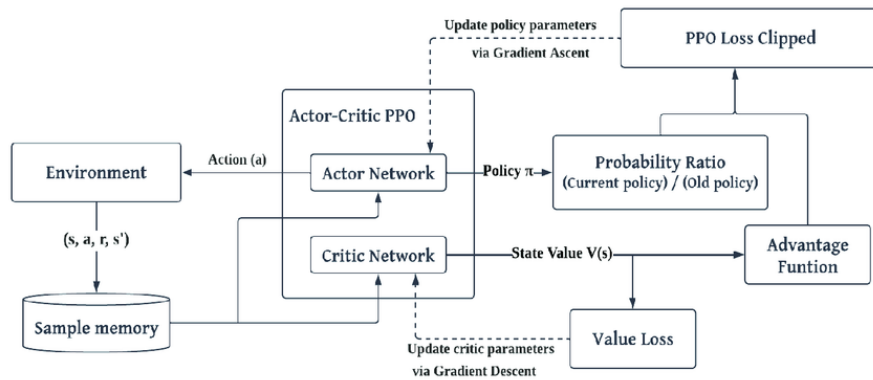 Update policy parameters
via Gradient Ascent
PPO Loss Clipped
Actor-Critic PPO
Environment
Action (a)
Actor Network
Policy π
Probability Ratio
(Current policy) / (Old policy)
(s, a, r, s')
Critic Network
State Value V(s)
Advantage
Funtion
Sample memory
Update critic parameters
via Gradient Descent
Value Loss